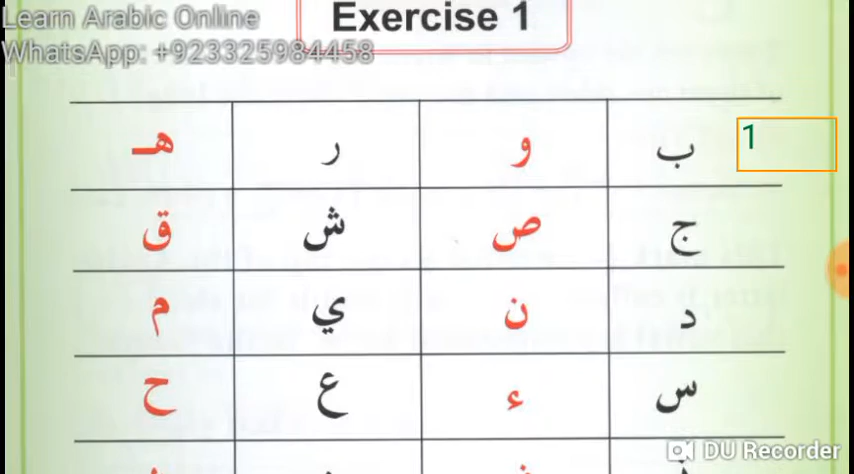 Learn Arabic Online
WhatsApp: +923325984458
Exercise 1
1
ب و ر هـ
ج ص ش ق
د ن ي م
س ء ع ح
DU Recorder